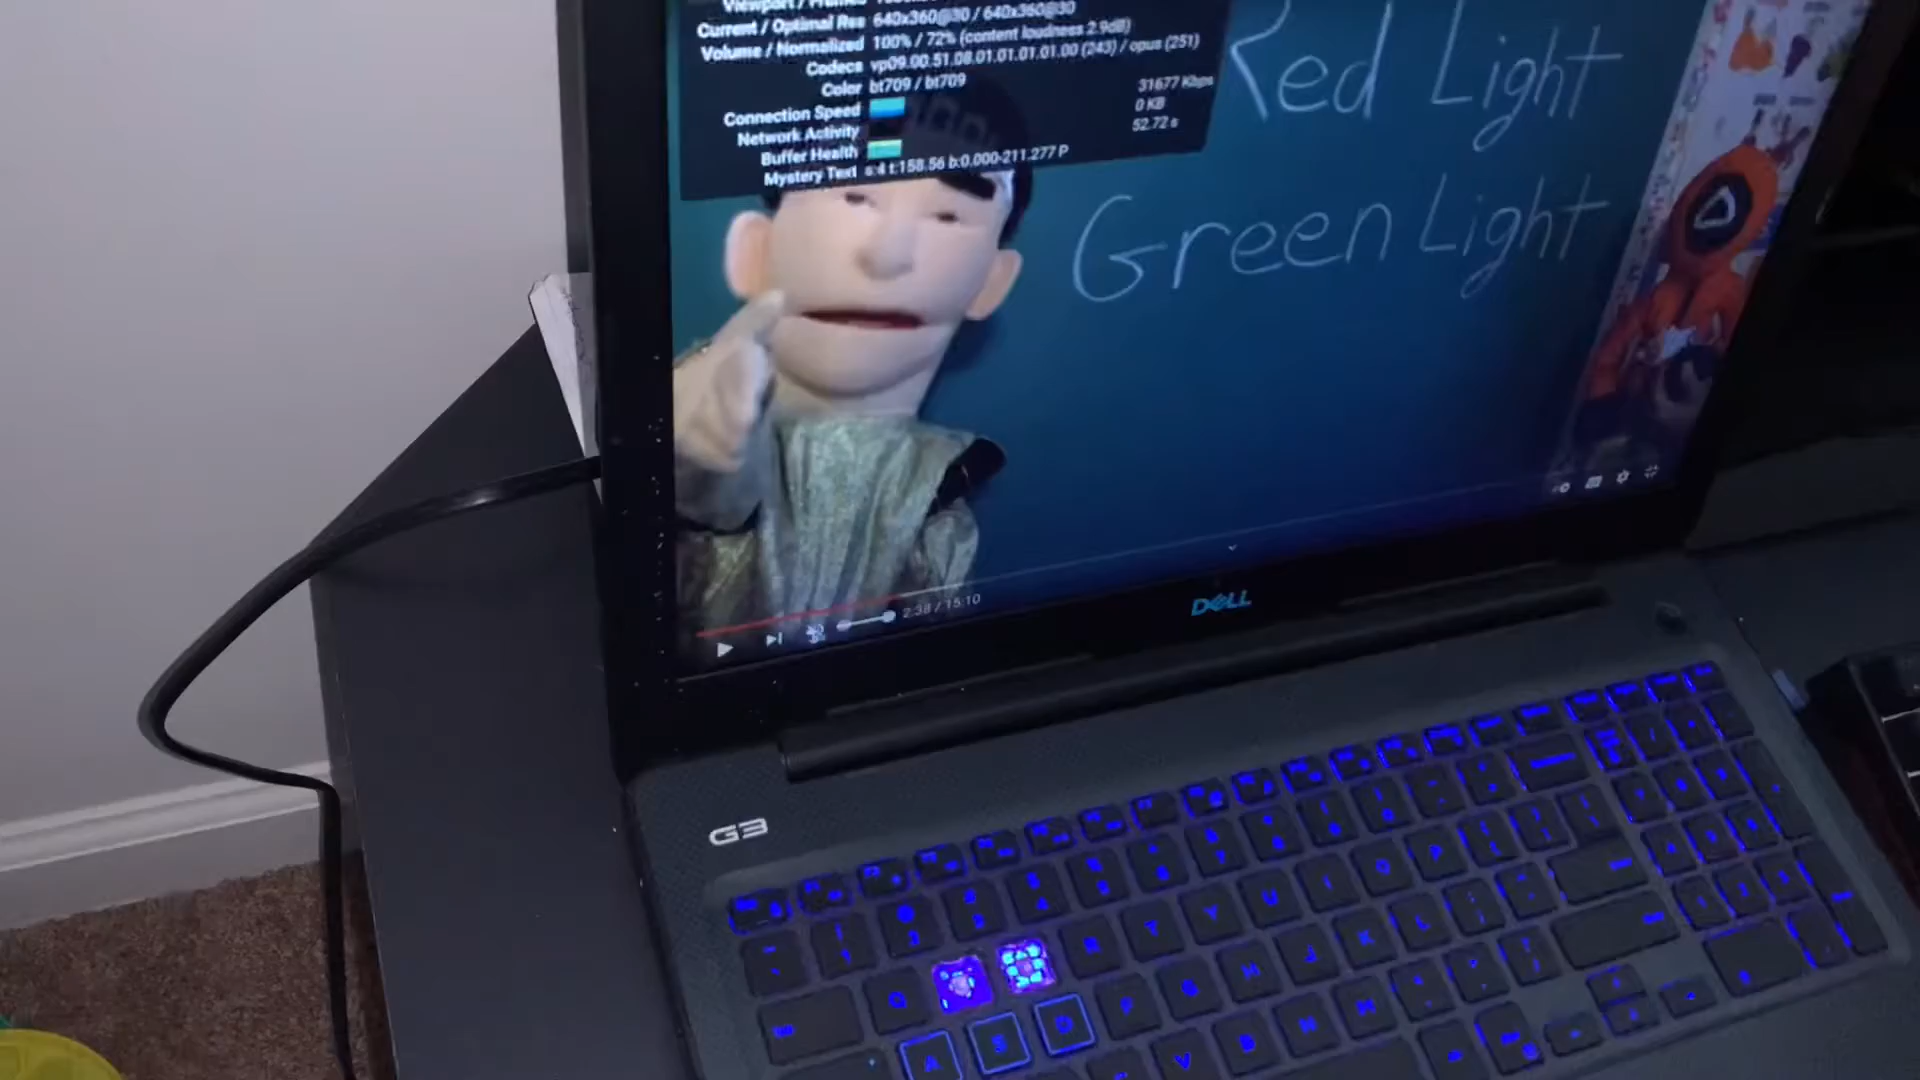 Viewport / Frames
Current / Optimal Res 640x360@30 / 640x360@30
Volume / Normalized 100% / 72% (content loudness 2.9dB)
Codecs vp09.00.51.08.01.01.01.01.00 (243) / opus (251)
Color bt709 / bt709
Connection Speed 31677 Kbps
Network Activity 0 KB
Buffer Health 52.72 s
Mystery Text s:4 t:158.56 b:0.000-211.277 P
Red Light
Green Light
2:38 / 15:10
DELL
G3
Q R T Y U I O P
A S D F G H J K L
V B N M